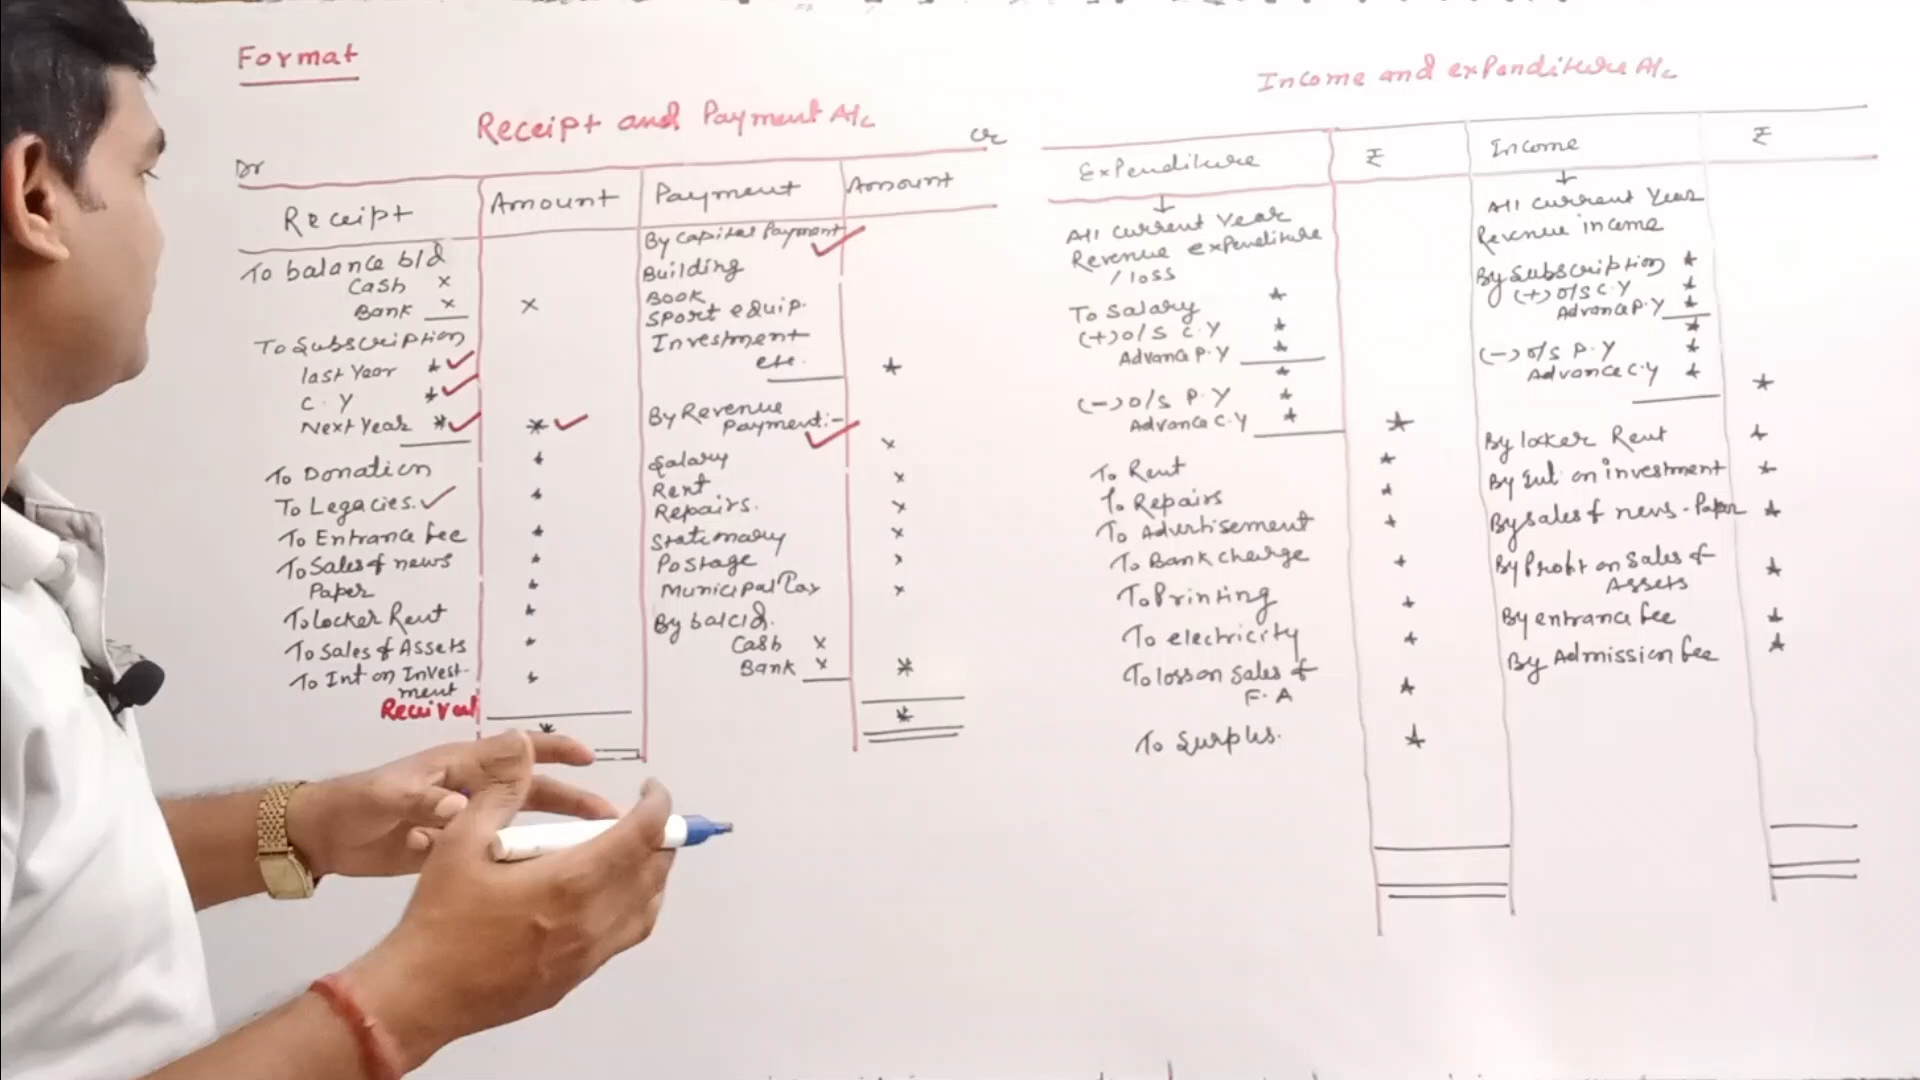 Format
Receipt and Payment A/c
Dr
Cr
Receipt Amount Payment Amount
To balance b/d
Cash x
Bank x x
To Subscription
last Year *
C.Y *
Next Year * *
To Donation *
To Legacies. *
To Entrance fee *
To Sales of news *
Paper *
To locker Rent *
To Sales of Assets *
To Int on Invest- *
ment
Received
*
By Capital Payment
Building
Book
Sport equip.
Investment
etc. *
By Revenue
Payment:- x
Salary
Rent x
Repairs. x
Stationary x
Postage x
Municipal Tax x
By bal c/d.
Cash x
Bank x *
*
Income and expenditure A/c
Expenditure ₹ Income ₹
All current Year
Revenue expenditure
/ loss
To Salary *
(+) o/s C.Y *
Advance P.Y *
*
(-) o/s P.Y *
Advance C.Y * *
To Rent *
To Repairs *
To Advertisement *
To Bank charge *
To Printing *
To electricity *
To loss on Sales of
F.A *
To Surplus. *
All current Year
Revenue income
By Subscription *
(+) o/s C.Y *
Advance P.Y *
*
(-) o/s P.Y *
Advance C.Y * *
By locker Rent *
By Int on investment *
By sales of news-Paper *
By Profit on Sales of
Assets *
By entrance fee *
By Admission fee *